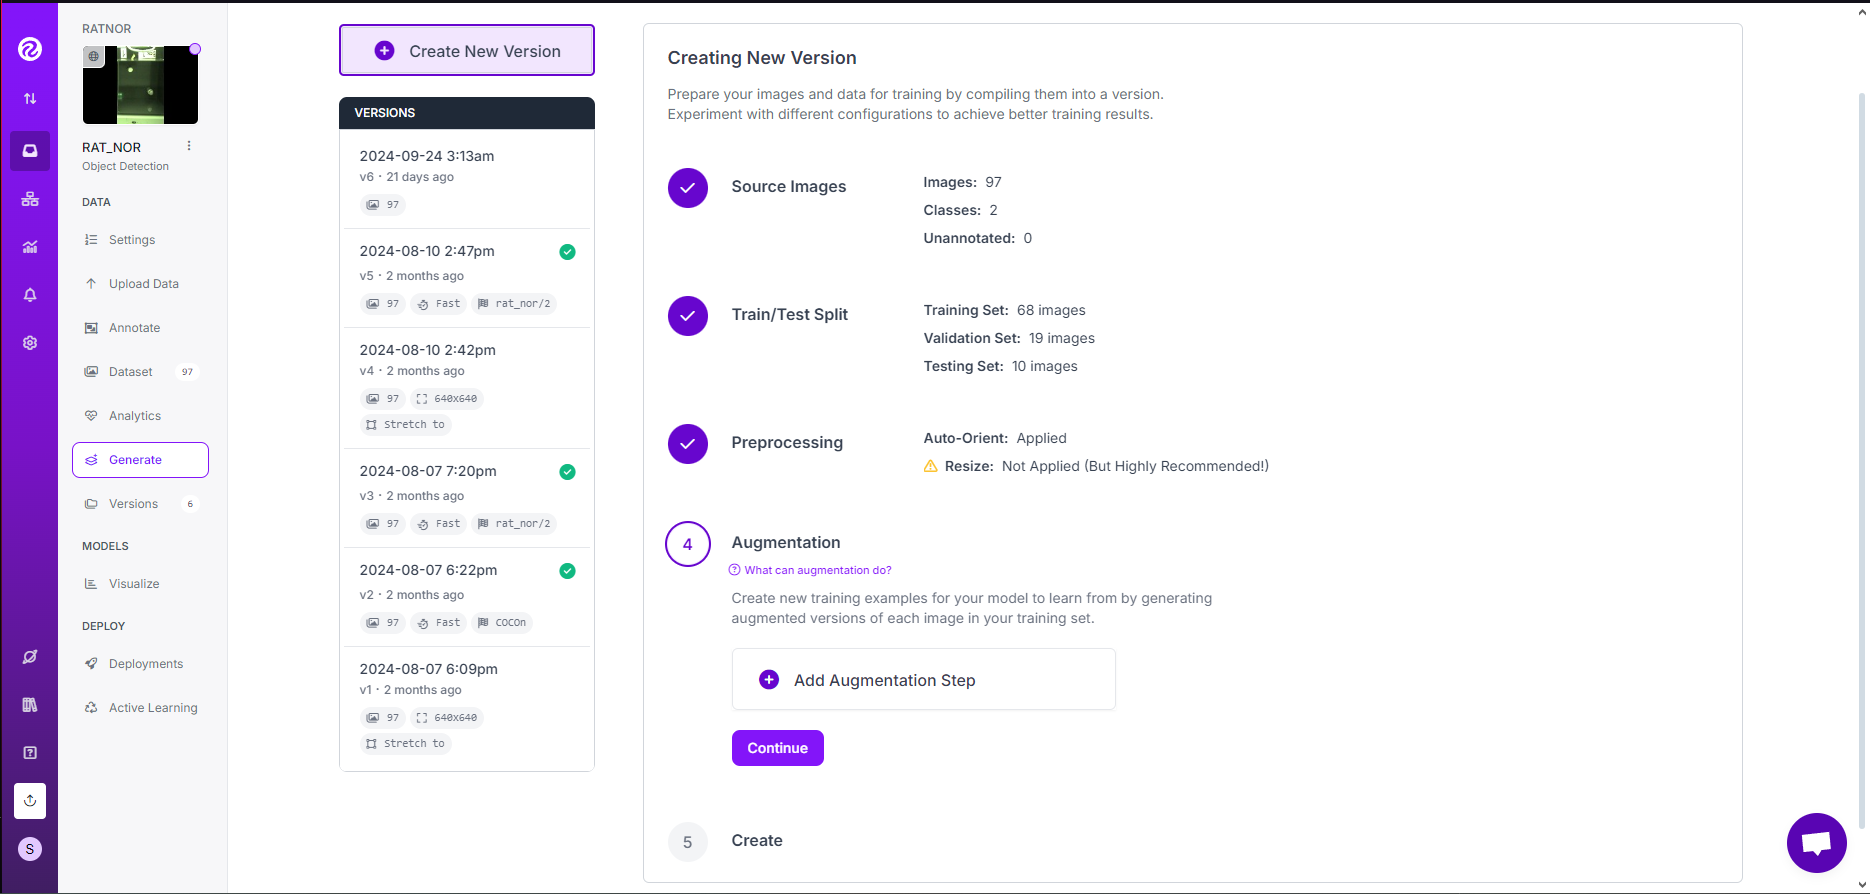 RATNOR
RAT_NOR
Object Detection
DATA
Settings
Upload Data
Annotate
Dataset 97
Analytics
Generate
Versions 6
MODELS
Visualize
DEPLOY
Deployments
Active Learning
S
Create New Version
VERSIONS
2024-09-24 3:13am
v6 · 21 days ago
97
2024-08-10 2:47pm
v5 · 2 months ago
97 Fast rat_nor/2
2024-08-10 2:42pm
v4 · 2 months ago
97 640x640
Stretch to
2024-08-07 7:20pm
v3 · 2 months ago
97 Fast rat_nor/2
2024-08-07 6:22pm
v2 · 2 months ago
97 Fast COCOn
2024-08-07 6:09pm
v1 · 2 months ago
97 640x640
Stretch to
Creating New Version
Prepare your images and data for training by compiling them into a version.
Experiment with different configurations to achieve better training results.
Source Images
Images: 97
Classes: 2
Unannotated: 0
Train/Test Split
Training Set: 68 images
Validation Set: 19 images
Testing Set: 10 images
Preprocessing
Auto-Orient: Applied
Resize: Not Applied (But Highly Recommended!)
4 Augmentation
What can augmentation do?
Create new training examples for your model to learn from by generating
augmented versions of each image in your training set.
Add Augmentation Step
Continue
5 Create